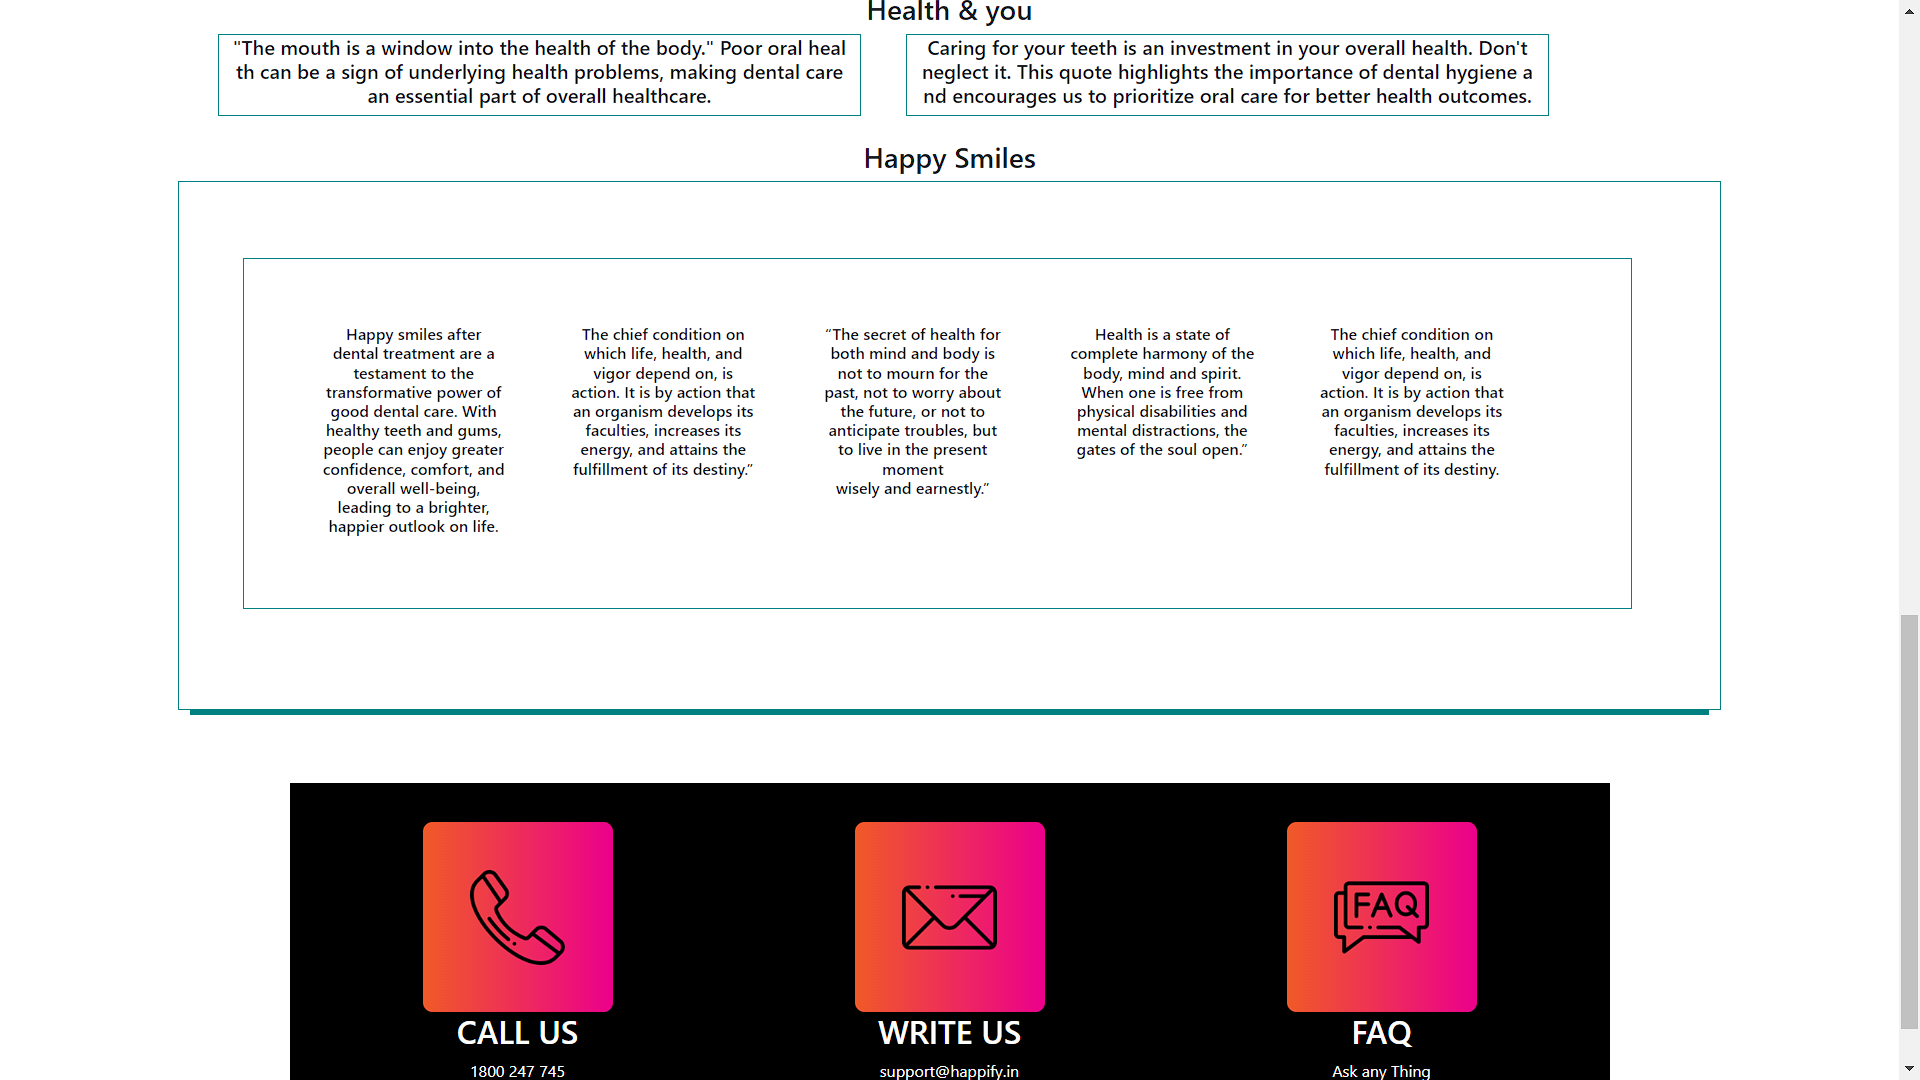 Health & you
"The mouth is a window into the health of the body." Poor oral heal
th can be a sign of underlying health problems, making dental care
an essential part of overall healthcare.
Caring for your teeth is an investment in your overall health. Don't
neglect it. This quote highlights the importance of dental hygiene a
nd encourages us to prioritize oral care for better health outcomes.
Happy Smiles
Happy smiles after
dental treatment are a
testament to the
transformative power of
good dental care. With
healthy teeth and gums,
people can enjoy greater
confidence, comfort, and
overall well-being,
leading to a brighter,
happier outlook on life.
The chief condition on
which life, health, and
vigor depend on, is
action. It is by action that
an organism develops its
faculties, increases its
energy, and attains the
fulfillment of its destiny.”
“The secret of health for
both mind and body is
not to mourn for the
past, not to worry about
the future, or not to
anticipate troubles, but
to live in the present
moment
wisely and earnestly.”
Health is a state of
complete harmony of the
body, mind and spirit.
When one is free from
physical disabilities and
mental distractions, the
gates of the soul open.”
The chief condition on
which life, health, and
vigor depend on, is
action. It is by action that
an organism develops its
faculties, increases its
energy, and attains the
fulfillment of its destiny.
FAQ
CALL US
WRITE US
FAQ
1800 247 745
support@happify.in
Ask any Thing